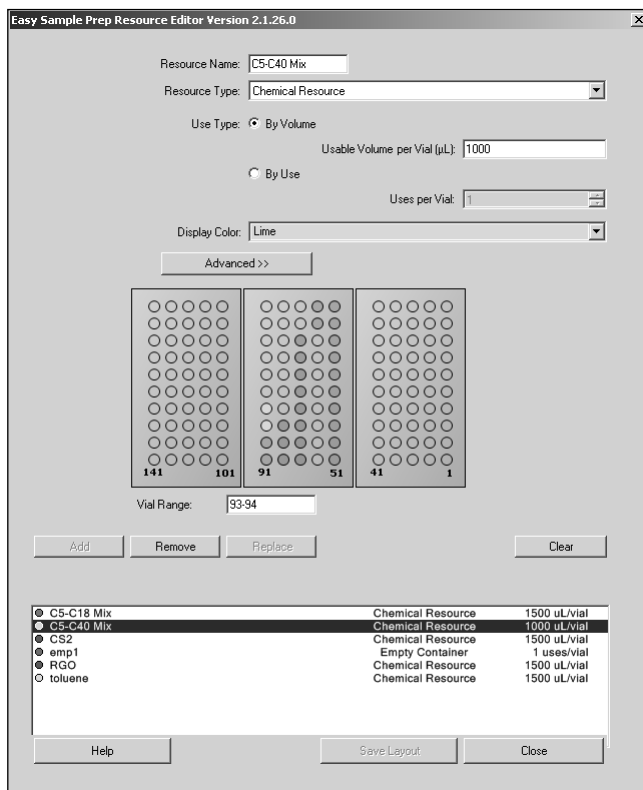 Easy Sample Prep Resource Editor Version 2.1.26.0
Resource Name: C5-C40 Mix
Resource Type: Chemical Resource
Use Type: By Volume
Usable Volume per Vial (µL): 1000
By Use
Uses per Vial: 1
Display Color: Lime
Advanced >>
141 101 91 51 41 1
Vial Range: 93-94
Add Remove Replace Clear
C5-C18 Mix Chemical Resource 1500 uL/vial
C5-C40 Mix Chemical Resource 1000 uL/vial
CS2 Chemical Resource 1500 uL/vial
emp1 Empty Container 1 uses/vial
RGO Chemical Resource 1500 uL/vial
toluene Chemical Resource 1500 uL/vial
Help Save Layout Close